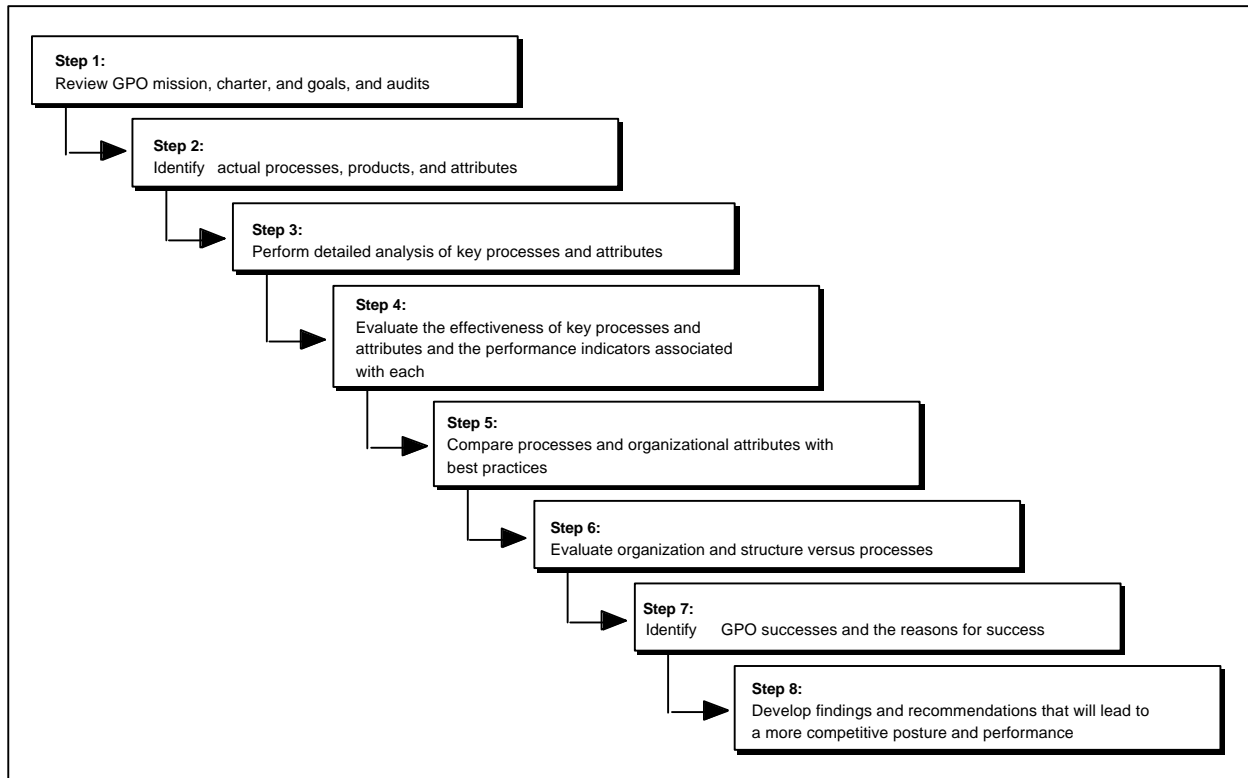 Step 1:
Review GPO mission, charter, and goals, and audits
Step 2:
Identify actual processes, products, and attributes
Step 3:
Perform detailed analysis of key processes and attributes
Step 4:
Evaluate the effectiveness of key processes and
attributes and the performance indicators associated
with each
Step 5:
Compare processes and organizational attributes with
best practices
Step 6:
Evaluate organization and structure versus processes
Step 7:
Identify GPO successes and the reasons for success
Step 8:
Develop findings and recommendations that will lead to
a more competitive posture and performance